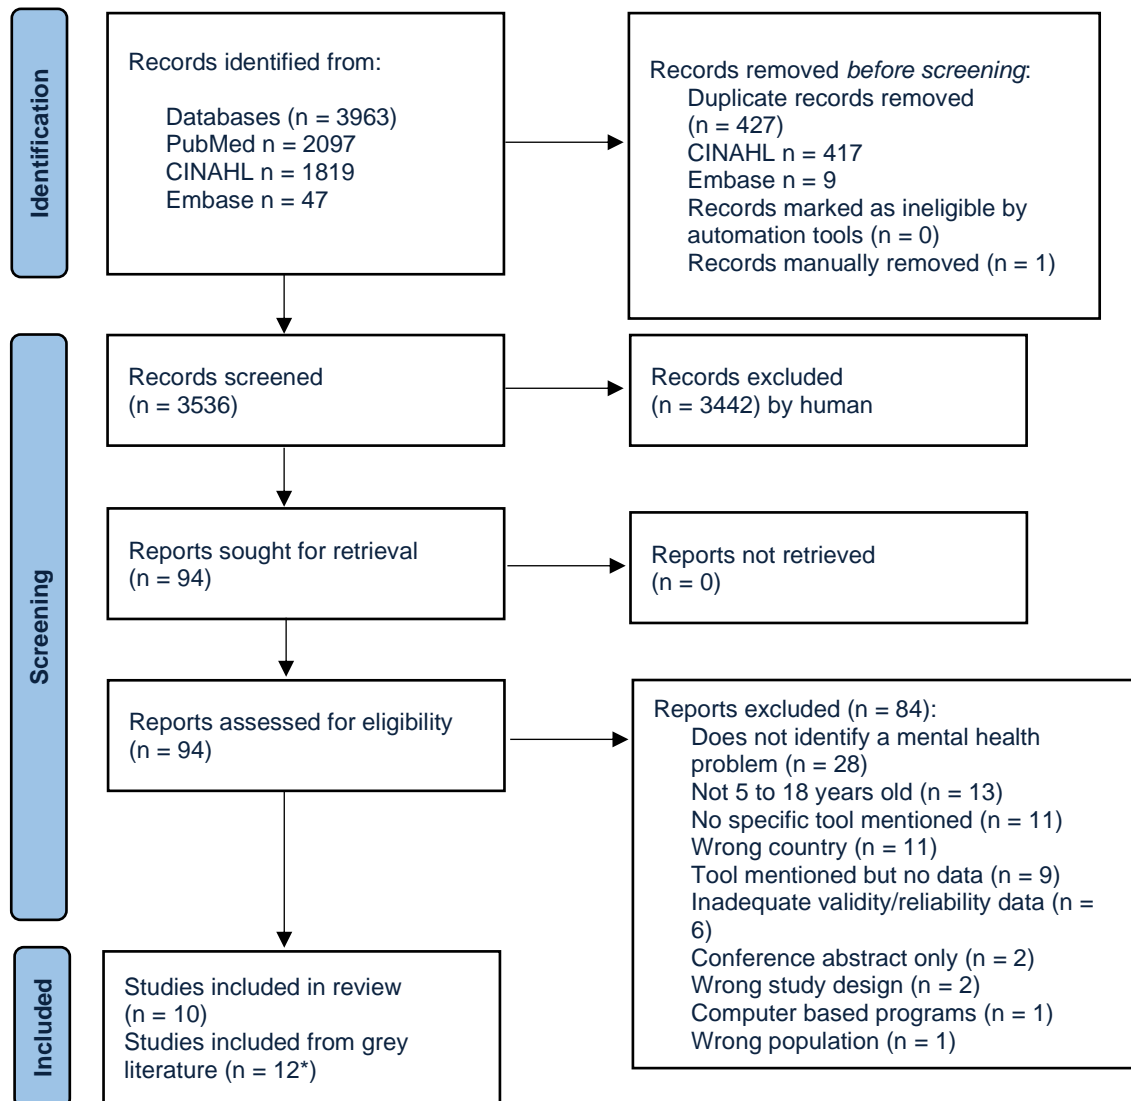 Identification
Records identified from:
Databases (n = 3963)
PubMed n = 2097
CINAHL n = 1819
Embase n = 47
Records removed before screening:
Duplicate records removed
(n = 427)
CINAHL n = 417
Embase n = 9
Records marked as ineligible by
automation tools (n = 0)
Records manually removed (n = 1)
Screening
Records screened
(n = 3536)
Records excluded
(n = 3442) by human
Reports sought for retrieval
(n = 94)
Reports not retrieved
(n = 0)
Reports assessed for eligibility
(n = 94)
Reports excluded (n = 84):
Does not identify a mental health
problem (n = 28)
Not 5 to 18 years old (n = 13)
No specific tool mentioned (n = 11)
Wrong country (n = 11)
Tool mentioned but no data (n = 9)
Inadequate validity/reliability data (n =
6)
Conference abstract only (n = 2)
Wrong study design (n = 2)
Computer based programs (n = 1)
Wrong population (n = 1)
Included
Studies included in review
(n = 10)
Studies included from grey
literature (n = 12*)